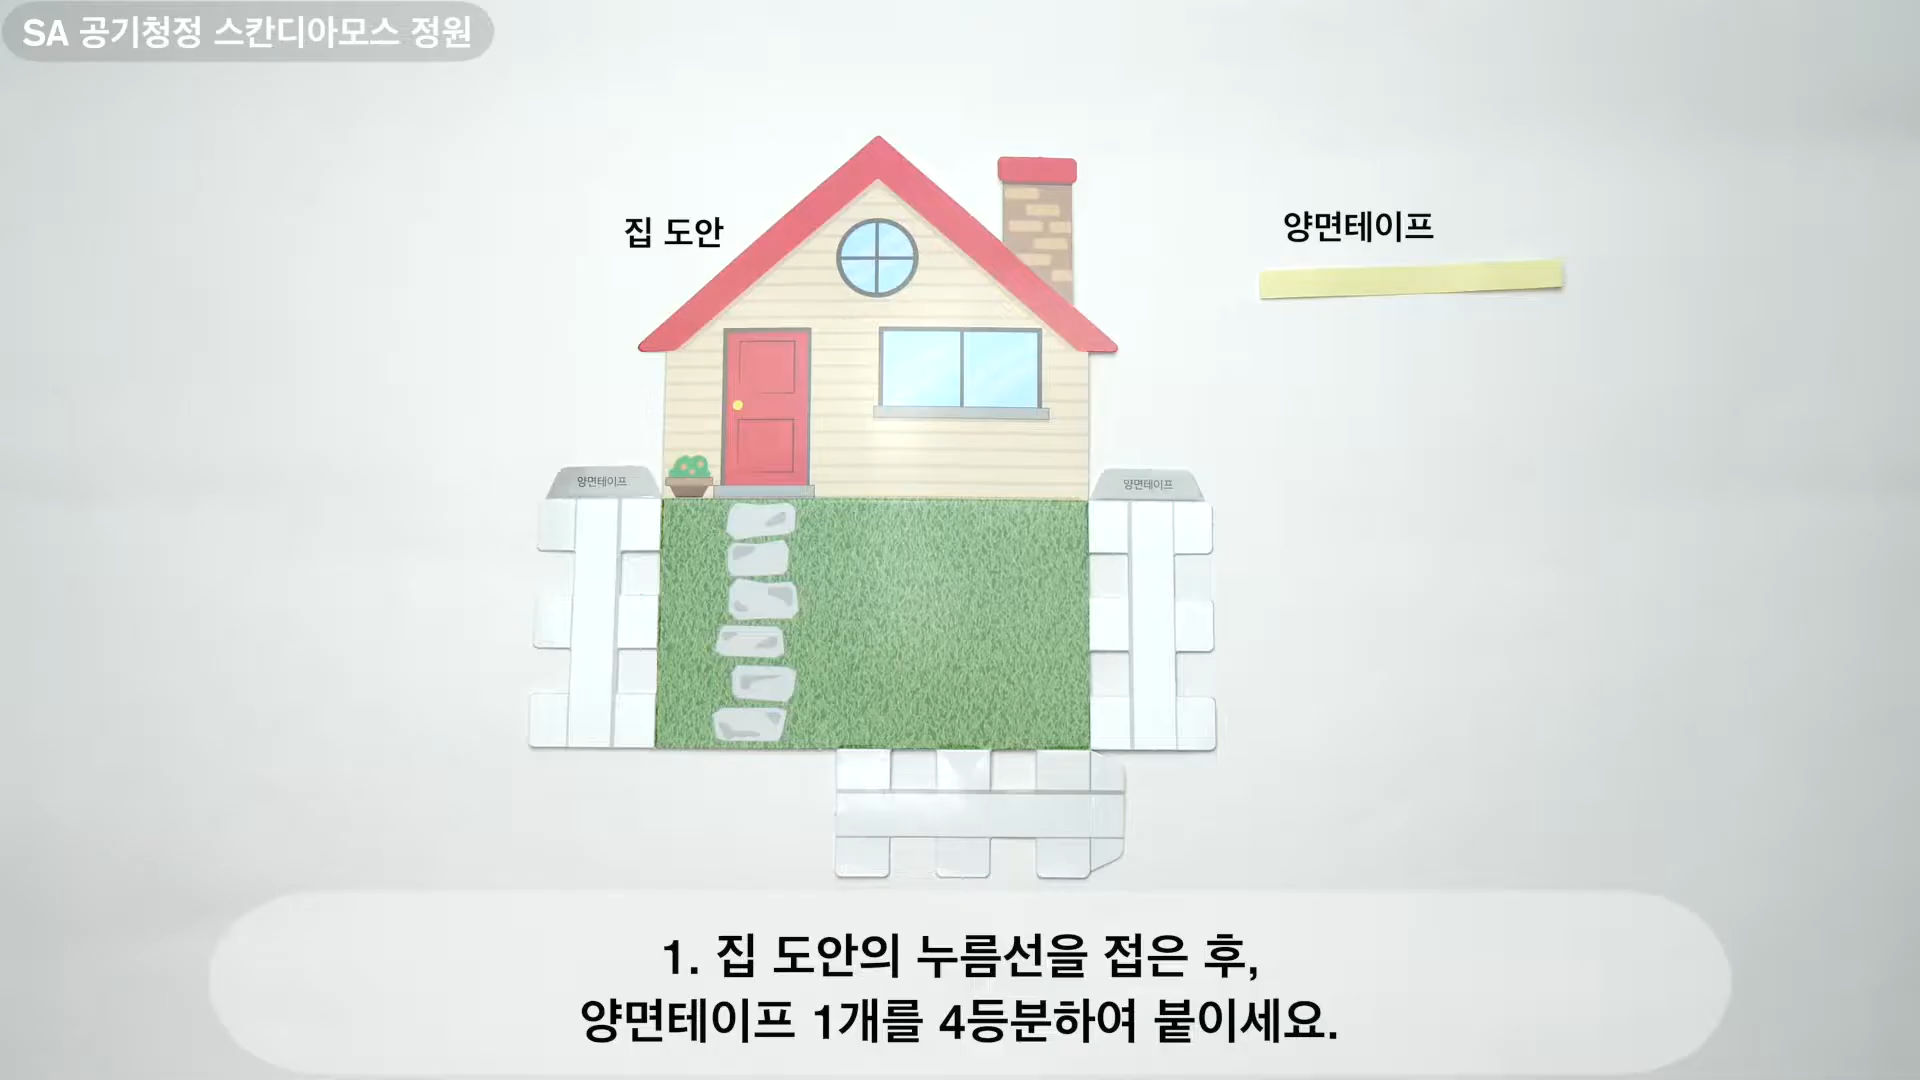 SA 공기청정 스칸디아모스 정원
집 도안
양면테이프
양면테이프
양면테이프
1. 집 도안의 누름선을 접은 후,
양면테이프 1개를 4등분하여 붙이세요.